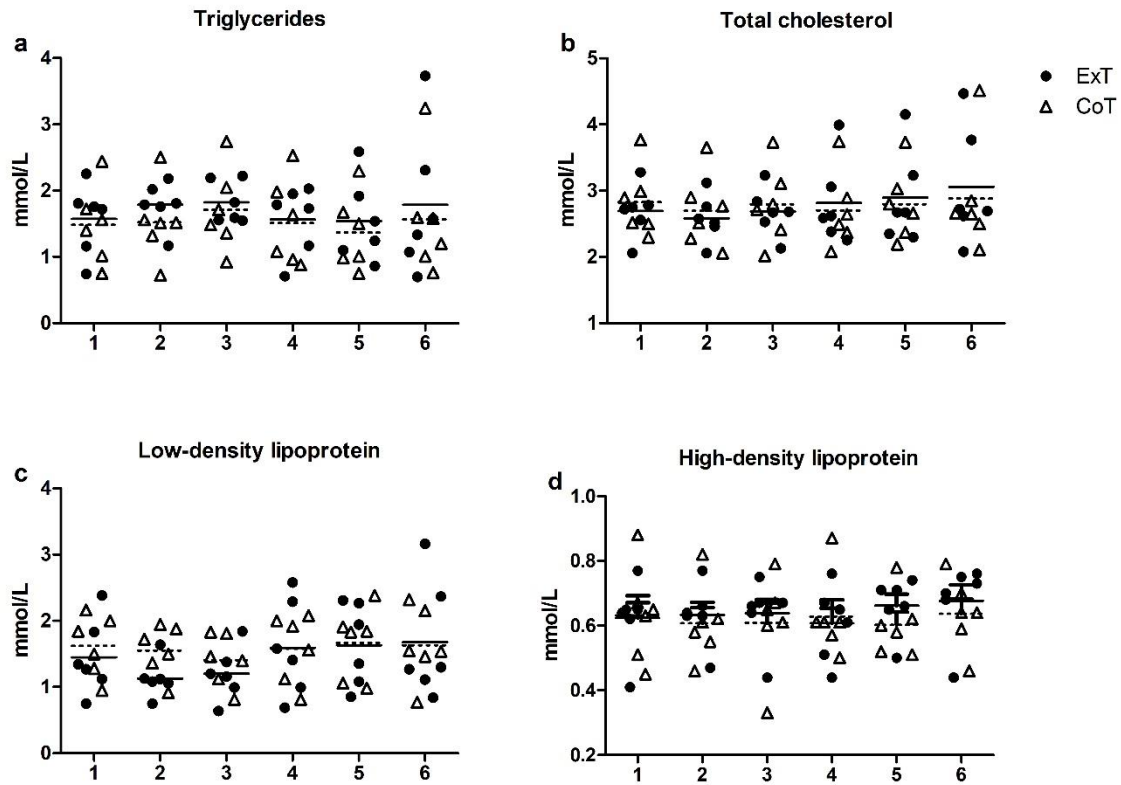 Triglycerides
a
mmol/L
4
3
2
1
0
1 2 3 4 5 6
Total cholesterol
b
mmol/L
5
4
3
2
1
1 2 3 4 5 6
ExT
CoT
Low-density lipoprotein
c
mmol/L
4
3
2
1
0
1 2 3 4 5 6
High-density lipoprotein
d
mmol/L
1.0
0.8
0.6
0.4
0.2
1 2 3 4 5 6